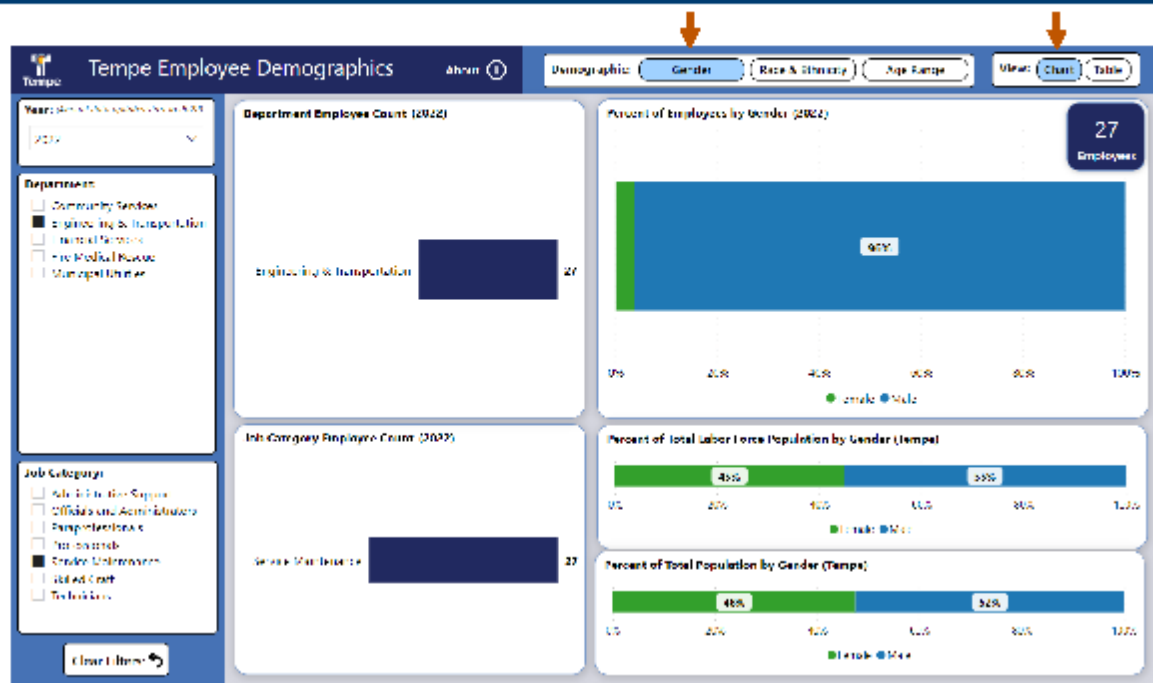 Tempe
Tempe Employee Demographics
About
Demographic: Gender Race & Ethnicity Age Range
View: Chart Table
Year:
2022
Department
Community Services
Engineering & Transportation
Financial Services
Fire Medical Rescue
Municipal Utilities
Job Category:
Administrative Support
Officials and Administrators
Paraprofessionals
Professionals
Service Maintenance
Skilled Craft
Technicians
Clear Filters
Department Employee Count (2022)
Engineering & Transportation 27
Job Category Employee Count (2022)
Service Maintenance 27
Percent of Employees by Gender (2022)
27
Employees
96%
0% 20% 40% 60% 80% 100%
Female Male
Percent of Total Labor Force Population by Gender (Tempe)
45% 55%
0% 20% 40% 60% 80% 100%
Female Male
Percent of Total Population by Gender (Tempe)
52%
0% 20% 40% 60% 80% 100%
Female Male